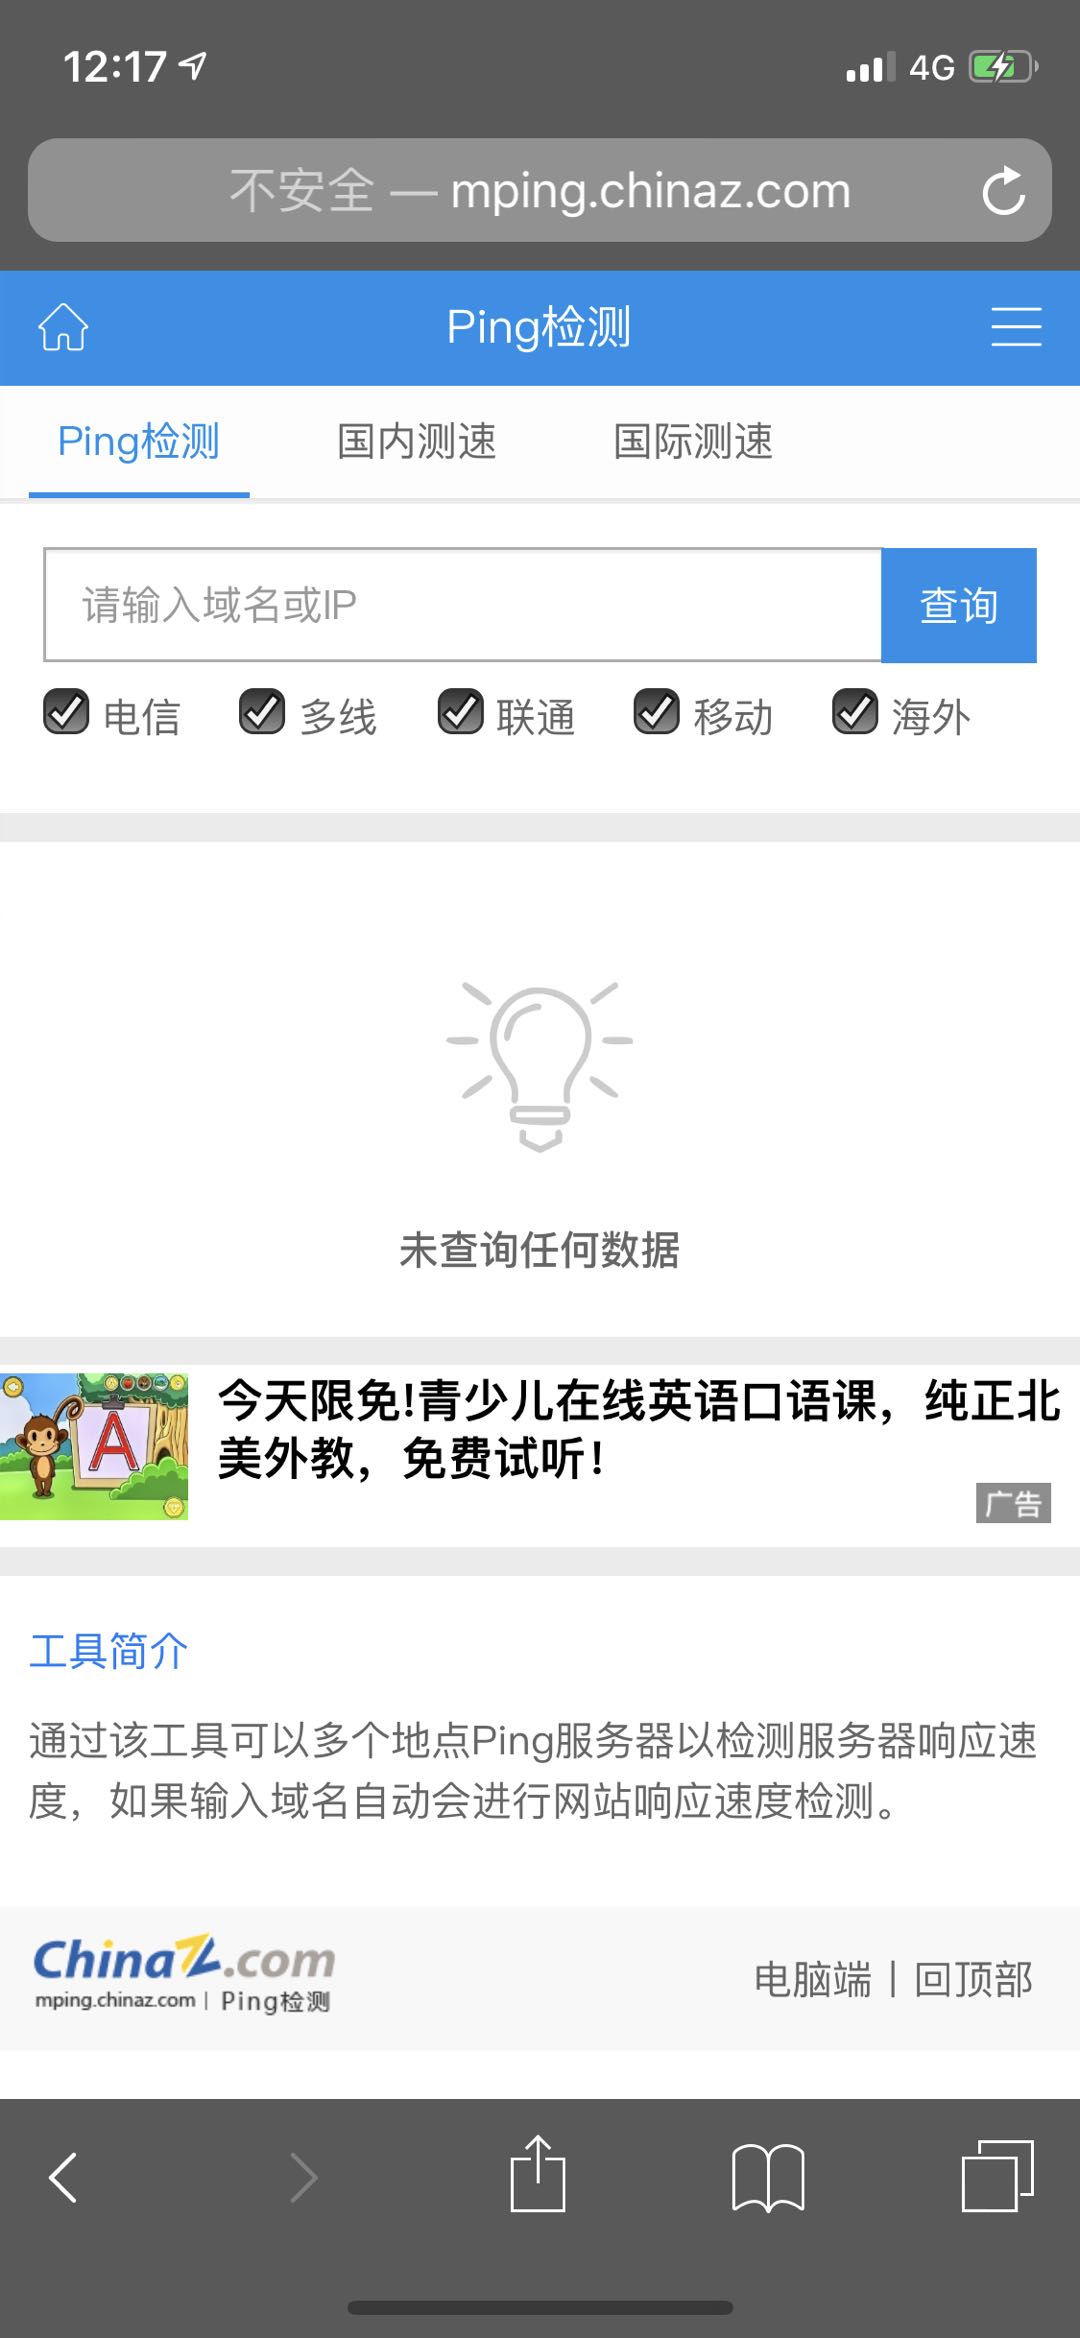 12:17
4G
不安全 — mping.chinaz.com
Ping检测
Ping检测 国内测速 国际测速
请输入域名或IP 查询
电信 多线 联通 移动 海外
未查询任何数据
A
今天限免!青少儿在线英语口语课，纯正北
美外教，免费试听！
广告
工具简介
通过该工具可以多个地点Ping服务器以检测服务器响应速
度，如果输入域名自动会进行网站响应速度检测。
ChinaZ.com
mping.chinaz.com | Ping检测
电脑端 | 回顶部